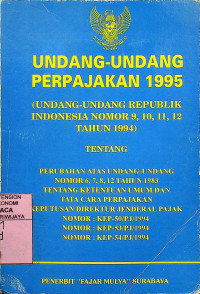 UNDANG-UNDANG
PERPAJAKAN 1995
(UNDANG-UNDANG REPUBLIK
INDONESIA NOMOR 9, 10, 11, 12
TAHUN 1994)
TENTANG
PERUBAHAN ATAS UNDANG-UNDANG
NOMOR 6, 7, 8, 12 TAHUN 1983
TENTANG KETENTUAN UMUM DAN
TATA CARA PERPAJAKAN
KEPUTUSAN DIREKTUR JENDERAL PAJAK
NOMOR : KEP-50/PJ/1994
NOMOR : KEP-53/PJ/1994
NOMOR : KEP-54/PJ/1994
PENERBIT "FAJAR MULYA" SURABAYA